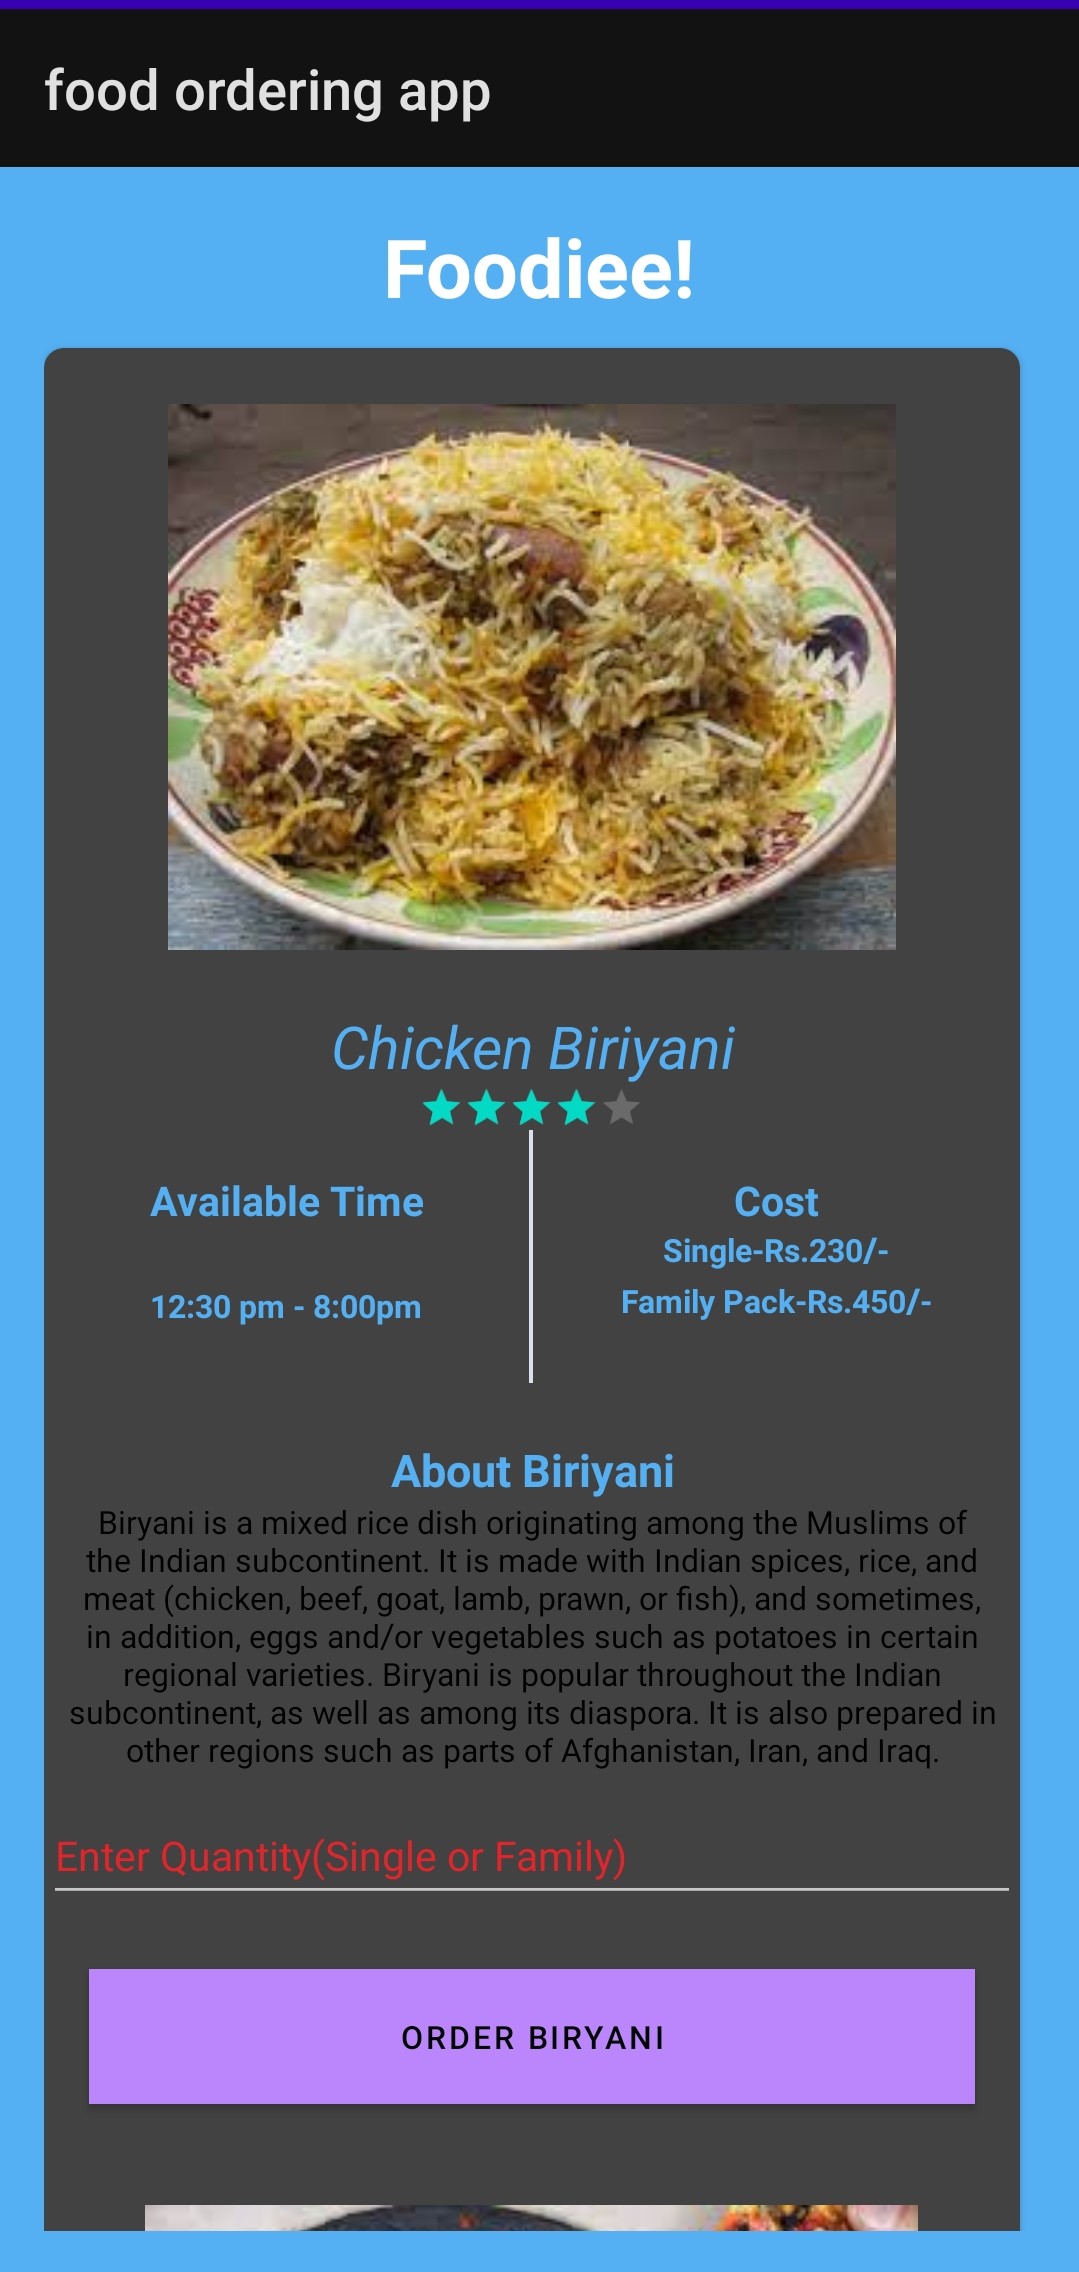 food ordering app
Foodiee!
Chicken Biriyani
Available Time
12:30 pm - 8:00pm
Cost
Single-Rs.230/-
Family Pack-Rs.450/-
About Biriyani
Biryani is a mixed rice dish originating among the Muslims of
the Indian subcontinent. It is made with Indian spices, rice, and
meat (chicken, beef, goat, lamb, prawn, or fish), and sometimes,
in addition, eggs and/or vegetables such as potatoes in certain
regional varieties. Biryani is popular throughout the Indian
subcontinent, as well as among its diaspora. It is also prepared in
other regions such as parts of Afghanistan, Iran, and Iraq.
Enter Quantity(Single or Family)
ORDER BIRYANI